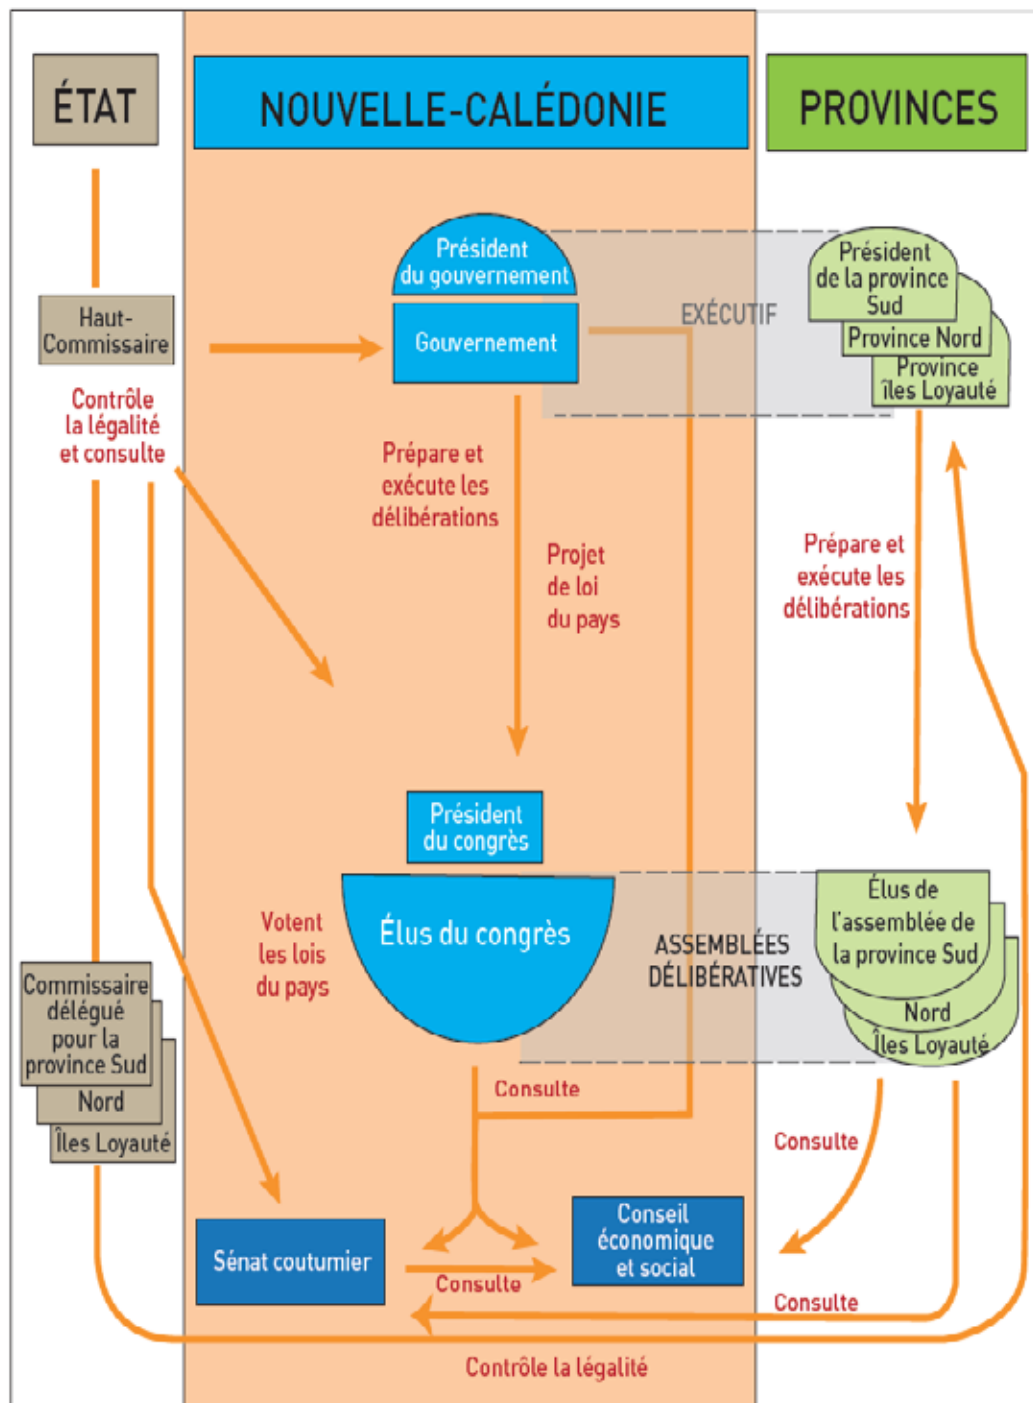 ÉTAT
NOUVELLE-CALÉDONIE
PROVINCES
Président
du gouvernement
Gouvernement
EXÉCUTIF
Président
de la province
Sud
Province Nord
Province
îles Loyauté
Haut-
Commissaire
Contrôle
la légalité
et consulte
Prépare et
exécute les
délibérations
Projet
de loi
du pays
Prépare et
exécute les
délibérations
Président
du congrès
Élus du congrès
Votent
les lois
du pays
ASSEMBLÉES
DÉLIBÉRATIVES
Élus de
l'assemblée de
la province Sud
Nord
Îles Loyauté
Commissaire
délégué
pour la
province Sud
Nord
Îles Loyauté
Consulte
Consulte
Sénat coutumier
Consulte
Conseil
économique
et social
Consulte
Contrôle la légalité